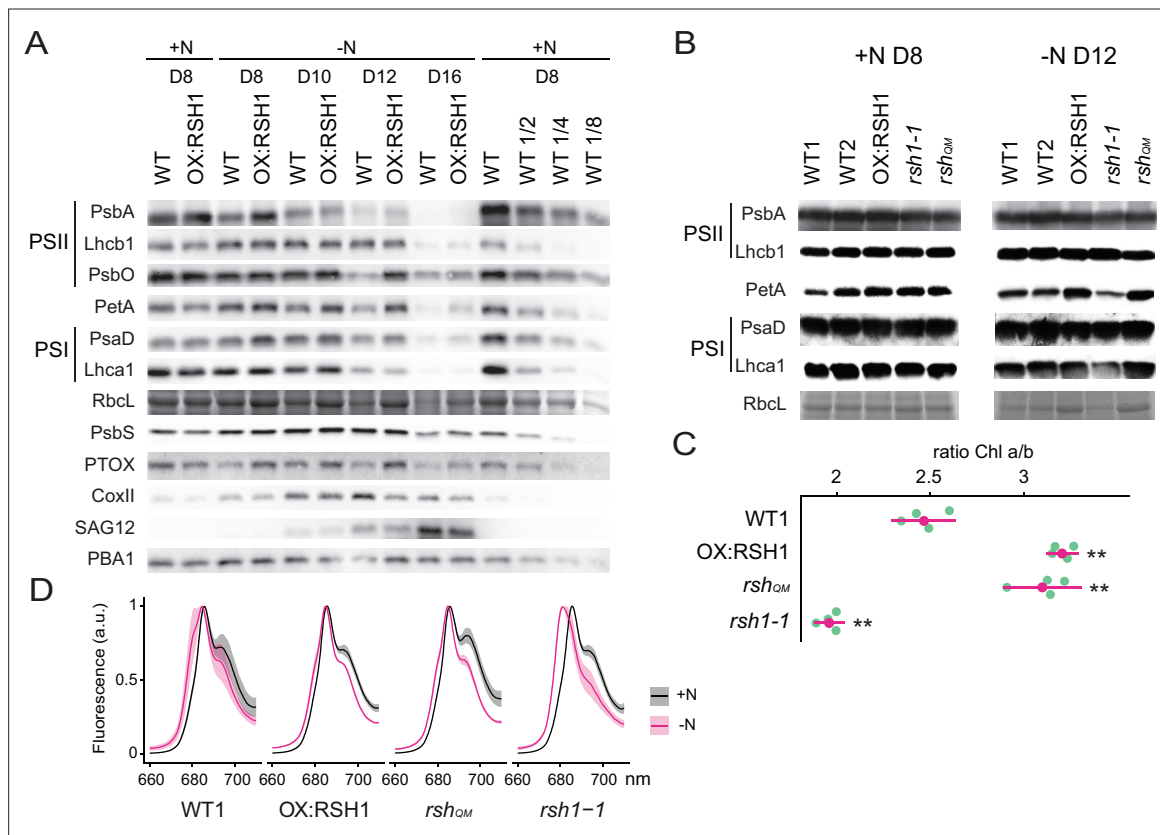 A
+N -N +N
D8 D8 D10 D12 D16 D8
WT OX:RSH1 WT OX:RSH1 WT OX:RSH1 WT OX:RSH1 WT OX:RSH1 WT WT 1/2 WT 1/4 WT 1/8
PSII
PsbA
Lhcb1
PsbO
PetA
PSI
PsaD
Lhca1
RbcL
PsbS
PTOX
CoxII
SAG12
PBA1
B
+N D8 -N D12
WT1 WT2 OX:RSH1 rsh1-1 rshQM WT1 WT2 OX:RSH1 rsh1-1 rshQM
PSII
PsbA
Lhcb1
PetA
PSI
PsaD
Lhca1
RbcL
C
ratio Chl a/b
2 2.5 3
WT1
OX:RSH1 **
rshQM **
rsh1-1 **
D
Fluorescence (a.u.)
1
0.5
0
+N
-N
660 680 700 660 680 700 660 680 700 660 680 700 nm
WT1 OX:RSH1 rshQM rsh1−1